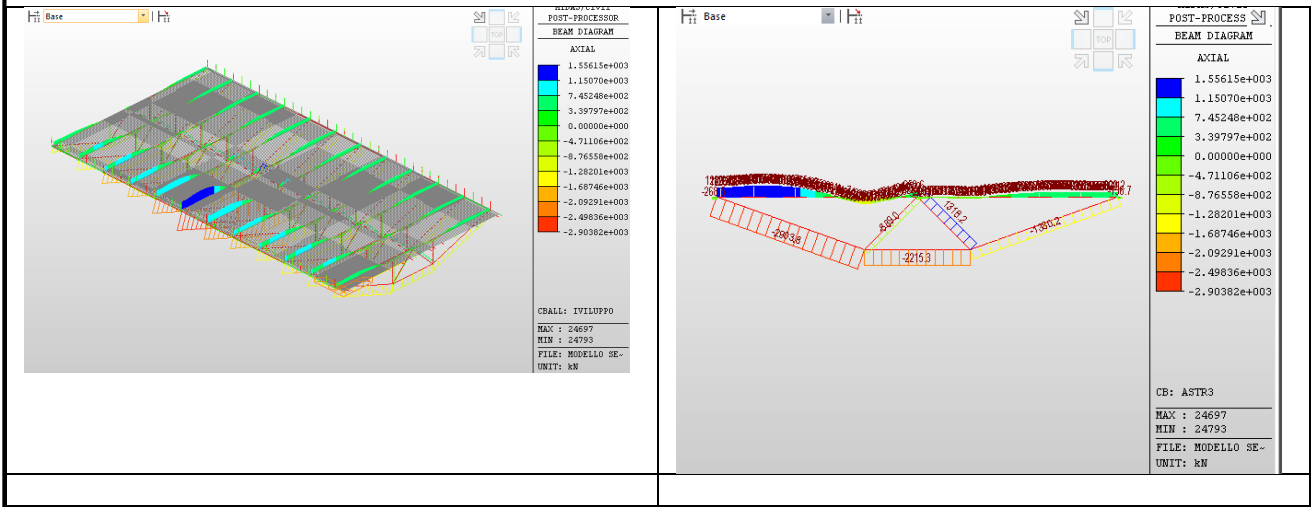 Base
POST-PROCESSOR
BEAM DIAGRAM
AXIAL
1.55615e+003
1.15070e+003
7.45248e+002
3.39797e+002
0.00000e+000
-4.71106e+002
-8.76558e+002
-1.28201e+003
-1.68746e+003
-2.09291e+003
-2.49836e+003
-2.90382e+003
CBALL: IVILUPPO
MAX : 24697
MIN : 24793
FILE: MODELLO SE~
UNIT: kN
TOP
Base
POST-PROCESS
BEAM DIAGRAM
AXIAL
1.55615e+003
1.15070e+003
7.45248e+002
3.39797e+002
0.00000e+000
-4.71106e+002
-8.76558e+002
-1.28201e+003
-1.68746e+003
-2.09291e+003
-2.49836e+003
-2.90382e+003
CB: ASTR3
MAX : 24697
MIN : 24793
FILE: MODELLO SE~
UNIT: kN
TOP
-2903.8
1318.2
-2215.3